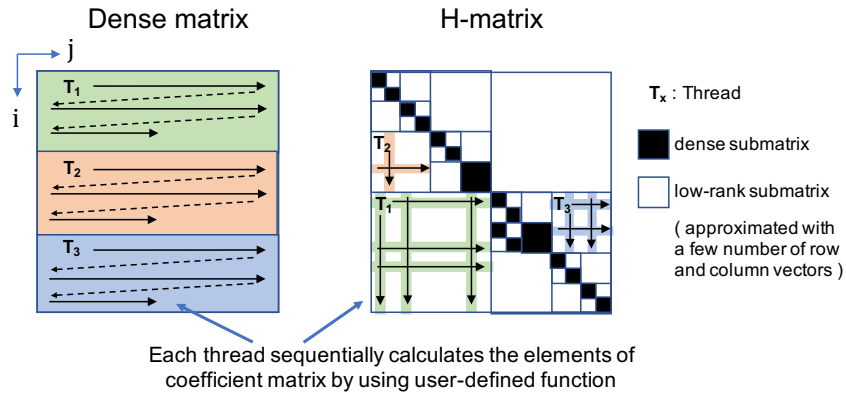 Dense matrix
H-matrix
j
i
T1
T2
T3
T2
T1
T3
Tx : Thread
dense submatrix
low-rank submatrix
( approximated with
a few number of row
and column vectors )
Each thread sequentially calculates the elements of
coefficient matrix by using user-defined function